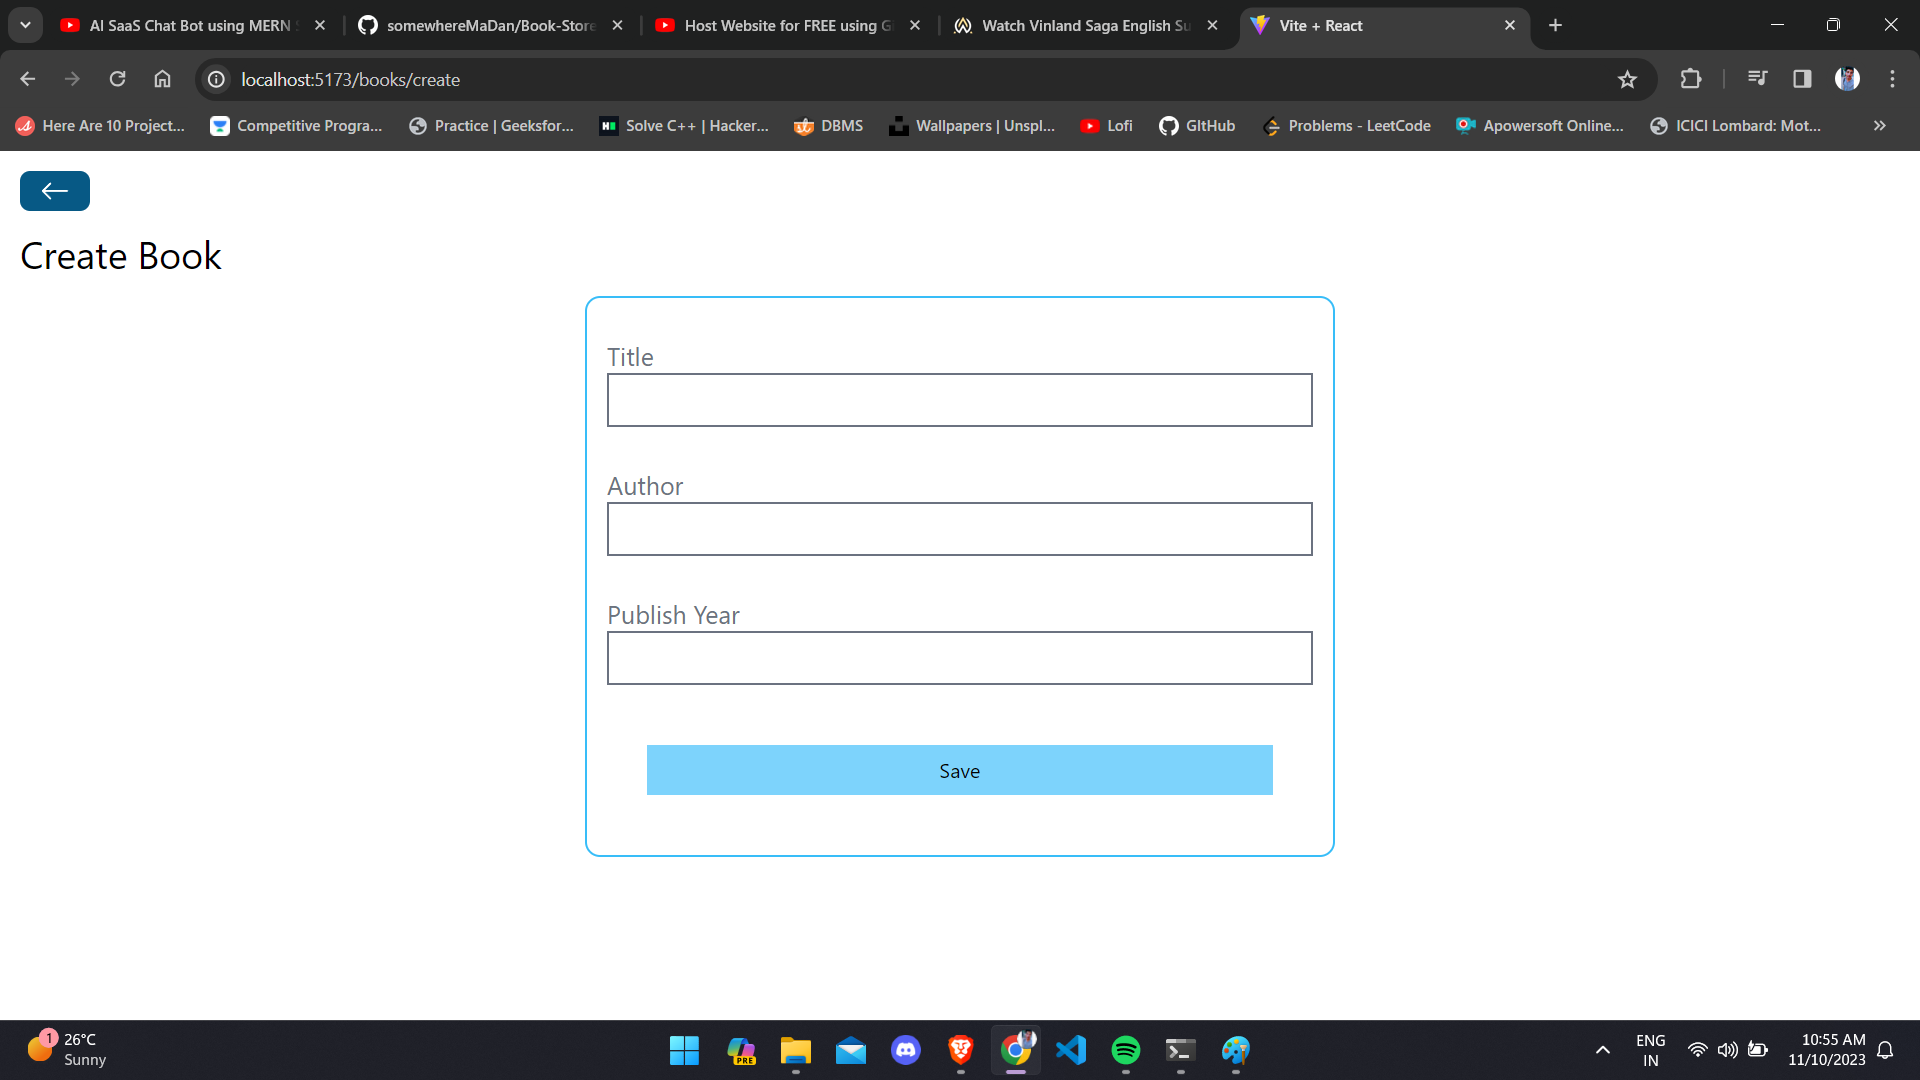 AI SaaS Chat Bot using MERN
somewhereMaDan/Book-Store
Host Website for FREE using G
Watch Vinland Saga English Su
Vite + React
localhost:5173/books/create
Here Are 10 Project...
Competitive Progra...
Practice | Geeksfor...
Solve C++ | Hacker...
DBMS
Wallpapers | Unspl...
Lofi
GItHub
Problems - LeetCode
Apowersoft Online...
ICICI Lombard: Mot...
Create Book
Title
Author
Publish Year
Save
1
26°C
Sunny
PRE
ENG
IN
10:55 AM
11/10/2023